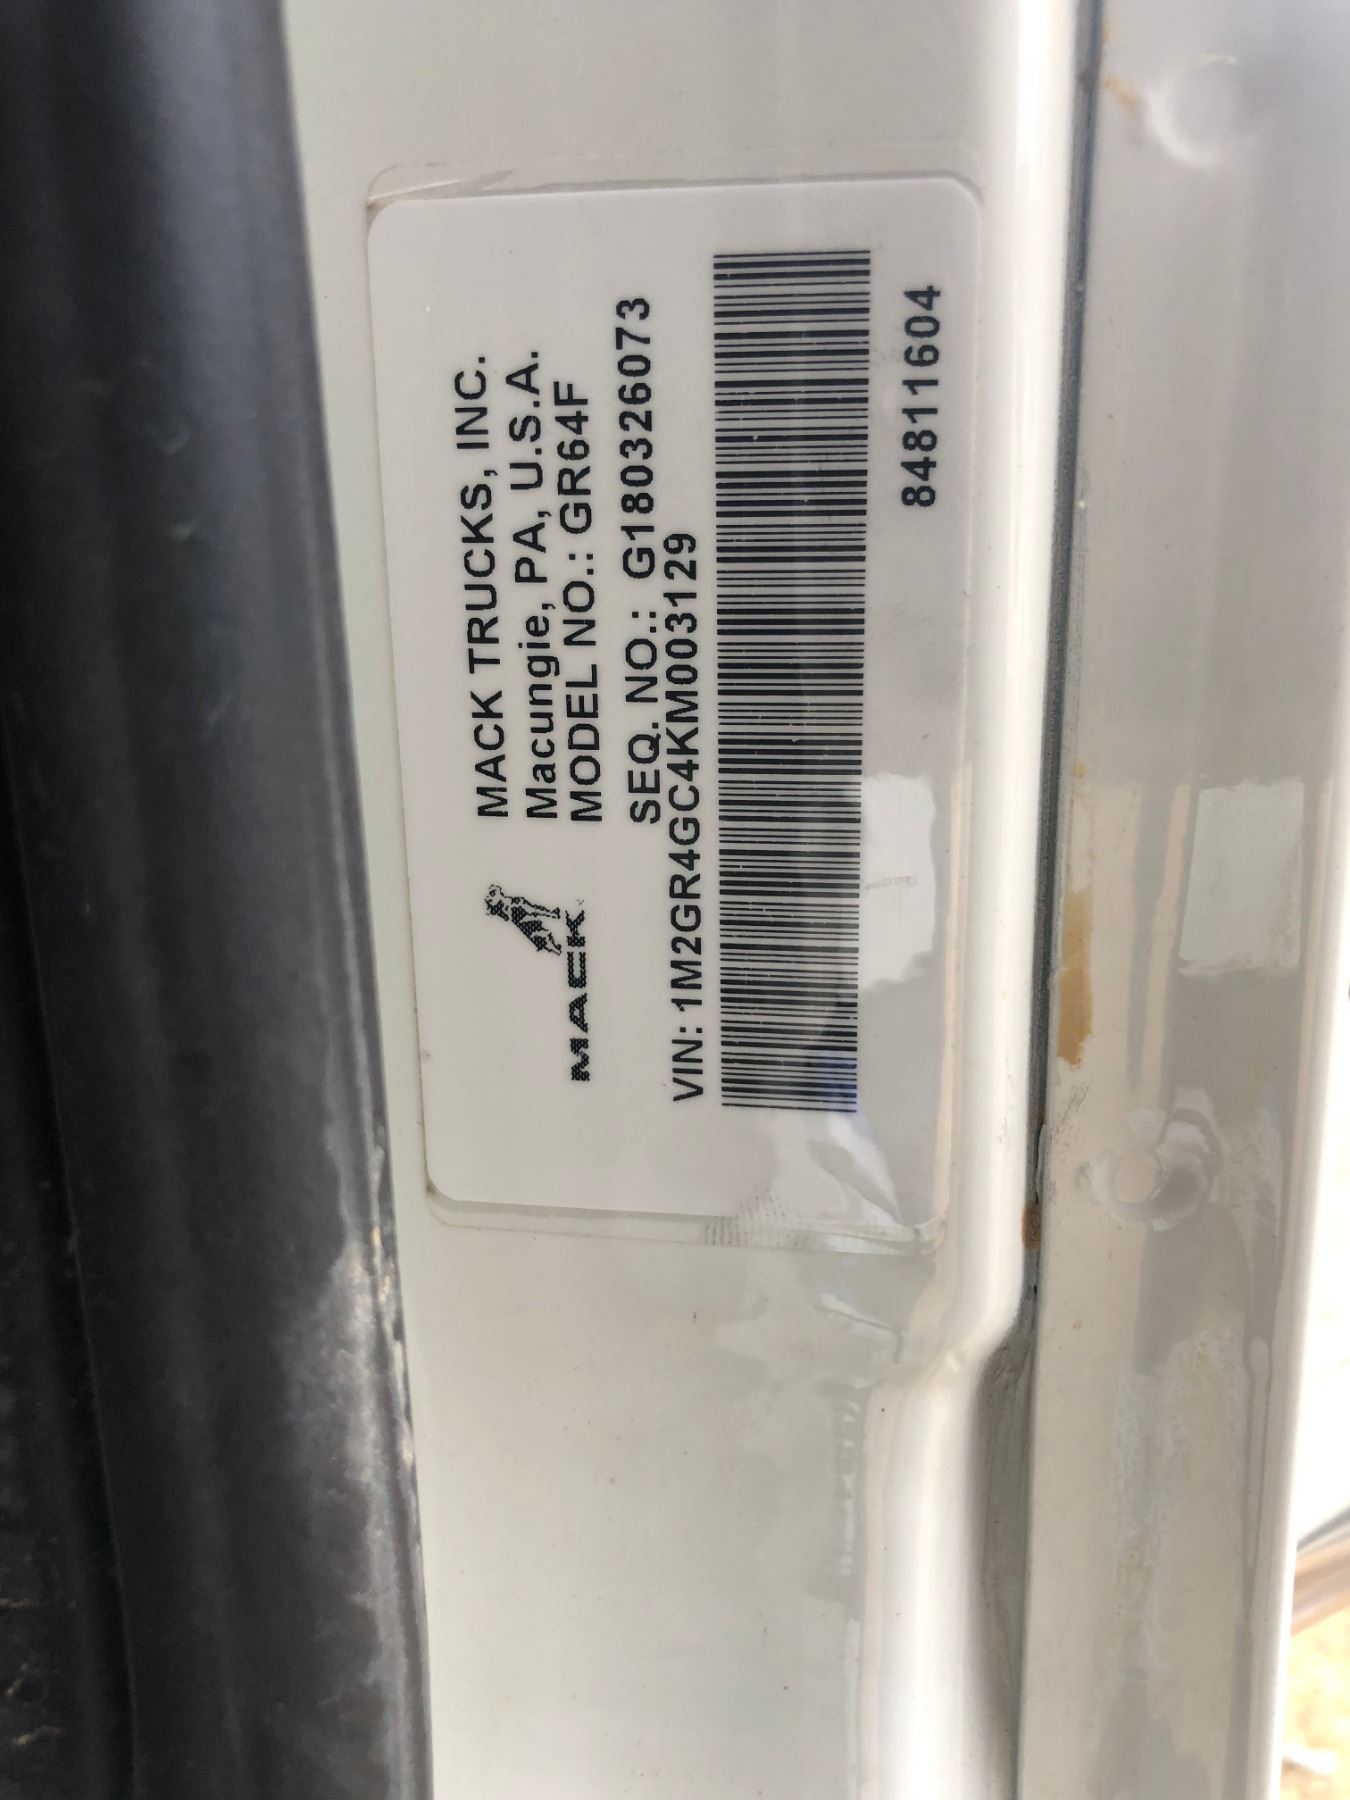 MACK
MACK TRUCKS, INC.
Macungie, PA, U.S.A.
MODEL NO.: GR64F
SEQ. NO.: G180326073
VIN: 1M2GR4GC4KM003129
84811604